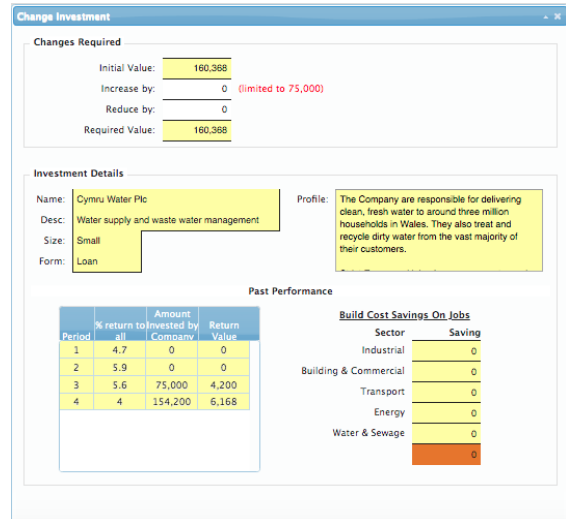 Change Investment
Changes Required
Initial Value: 160,368
Increase by: 0 (limited to 75,000)
Reduce by: 0
Required Value: 160,368
Investment Details
Name: Cymru Water Plc
Desc: Water supply and waste water management
Size: Small
Form: Loan
Profile: The Company are responsible for delivering
clean, fresh water to around three million
households in Wales. They also treat and
recycle dirty water from the vast majority of
their customers.
Past Performance
Period % return to all Amount Invested by Company Return Value
1 4.7 0 0
2 5.9 0 0
3 5.6 75,000 4,200
4 4 154,200 6,168
Build Cost Savings On Jobs
Sector Saving
Industrial 0
Building & Commercial 0
Transport 0
Energy 0
Water & Sewage 0
0